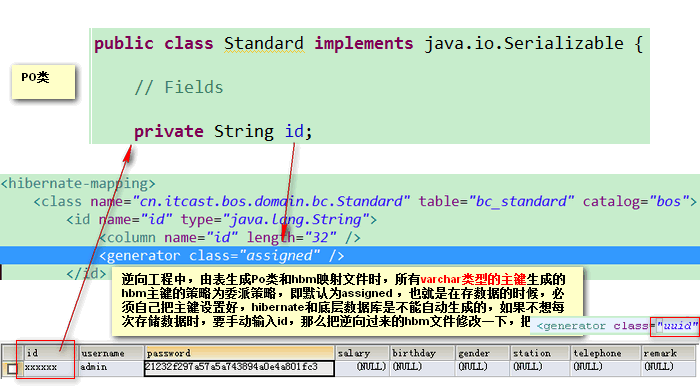 public class Standard implements java.io.Serializable {
PO类
// Fields
private String id;
<hibernate-mapping>
<class name="cn.itcast.bos.domain.bc.Standard" table="bc_standard" catalog="bos">
<id name="id" type="java.lang.String">
<column name="id" length="32" />
<generator class="assigned" />
</id>
逆向工程中，由表生成Po类和hbm映射文件时，所有varchar类型的主键生成的
hbm主键的策略为委派策略，即默认为assigned，也就是在存数据的时候，必
须自己把主键设置好，hibernate和底层数据库是不能自动生成的，如果不想每
次存储数据时，要手动输入id，那么把逆向过来的hbm文件修改一下，把
<generator class="uuid"
id username password salary birthday gender station telephone remark
xxxxxx admin 21232f297a57a5a743894a0e4a801fc3 (NULL) (NULL) (NULL) (NULL) (NULL) (NULL)